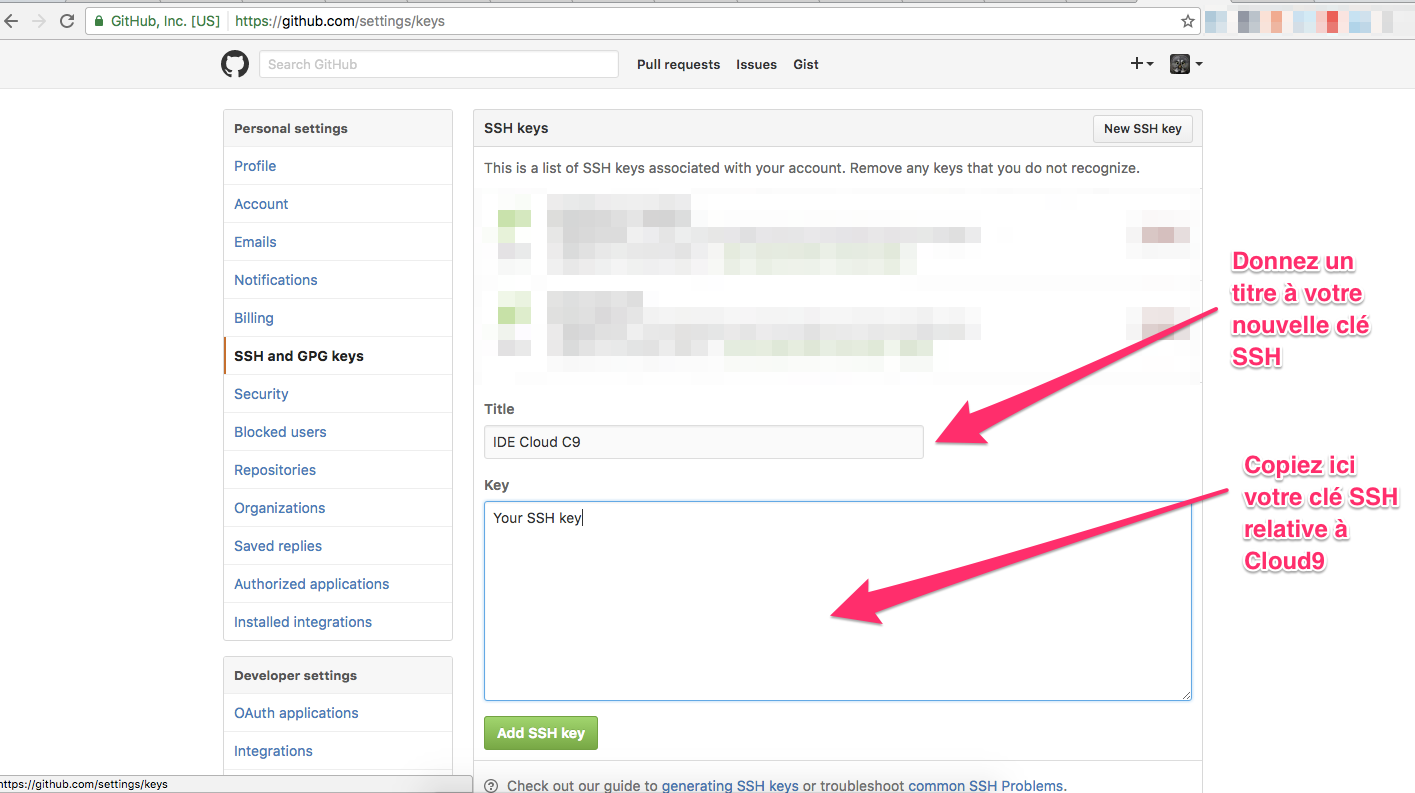 GitHub, Inc. [US] https://github.com/settings/keys
Search GitHub
Pull requests Issues Gist
Personal settings
Profile
Account
Emails
Notifications
Billing
SSH and GPG keys
Security
Blocked users
Repositories
Organizations
Saved replies
Authorized applications
Installed integrations
Developer settings
OAuth applications
Integrations
SSH keys
New SSH key
This is a list of SSH keys associated with your account. Remove any keys that you do not recognize.
Title
IDE Cloud C9
Key
Your SSH key
Add SSH key
Check out our guide to generating SSH keys or troubleshoot common SSH Problems.
Donnez un
titre à votre
nouvelle clé
SSH
Copiez ici
votre clé SSH
relative à
Cloud9
https://github.com/settings/keys